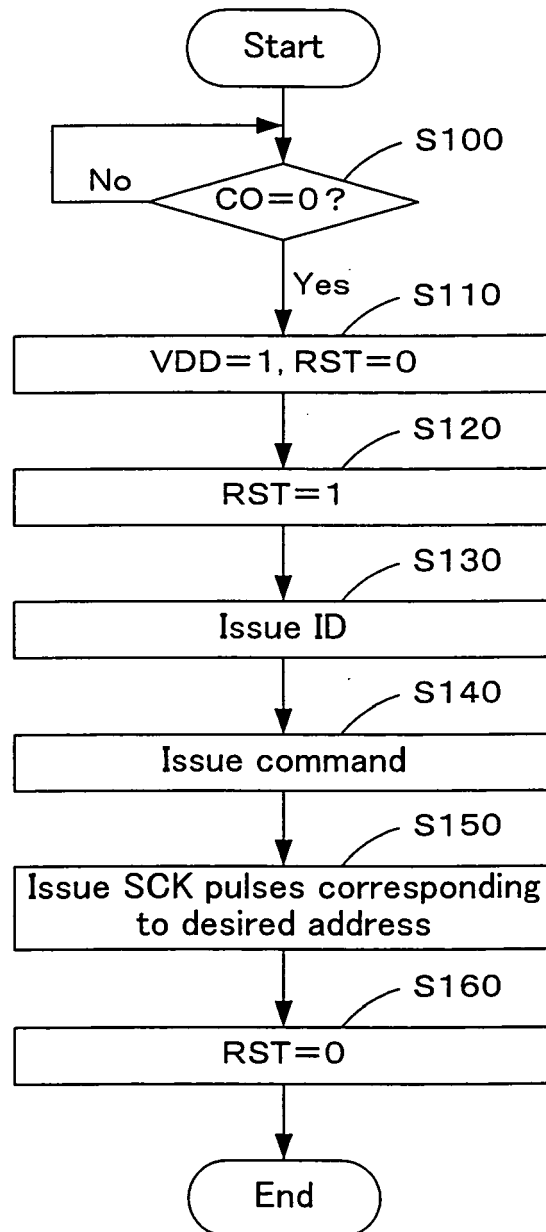 Start
S100
No
CO=0?
Yes
S110
VDD=1, RST=0
S120
RST=1
S130
Issue ID
S140
Issue command
S150
Issue SCK pulses corresponding
to desired address
S160
RST=0
End